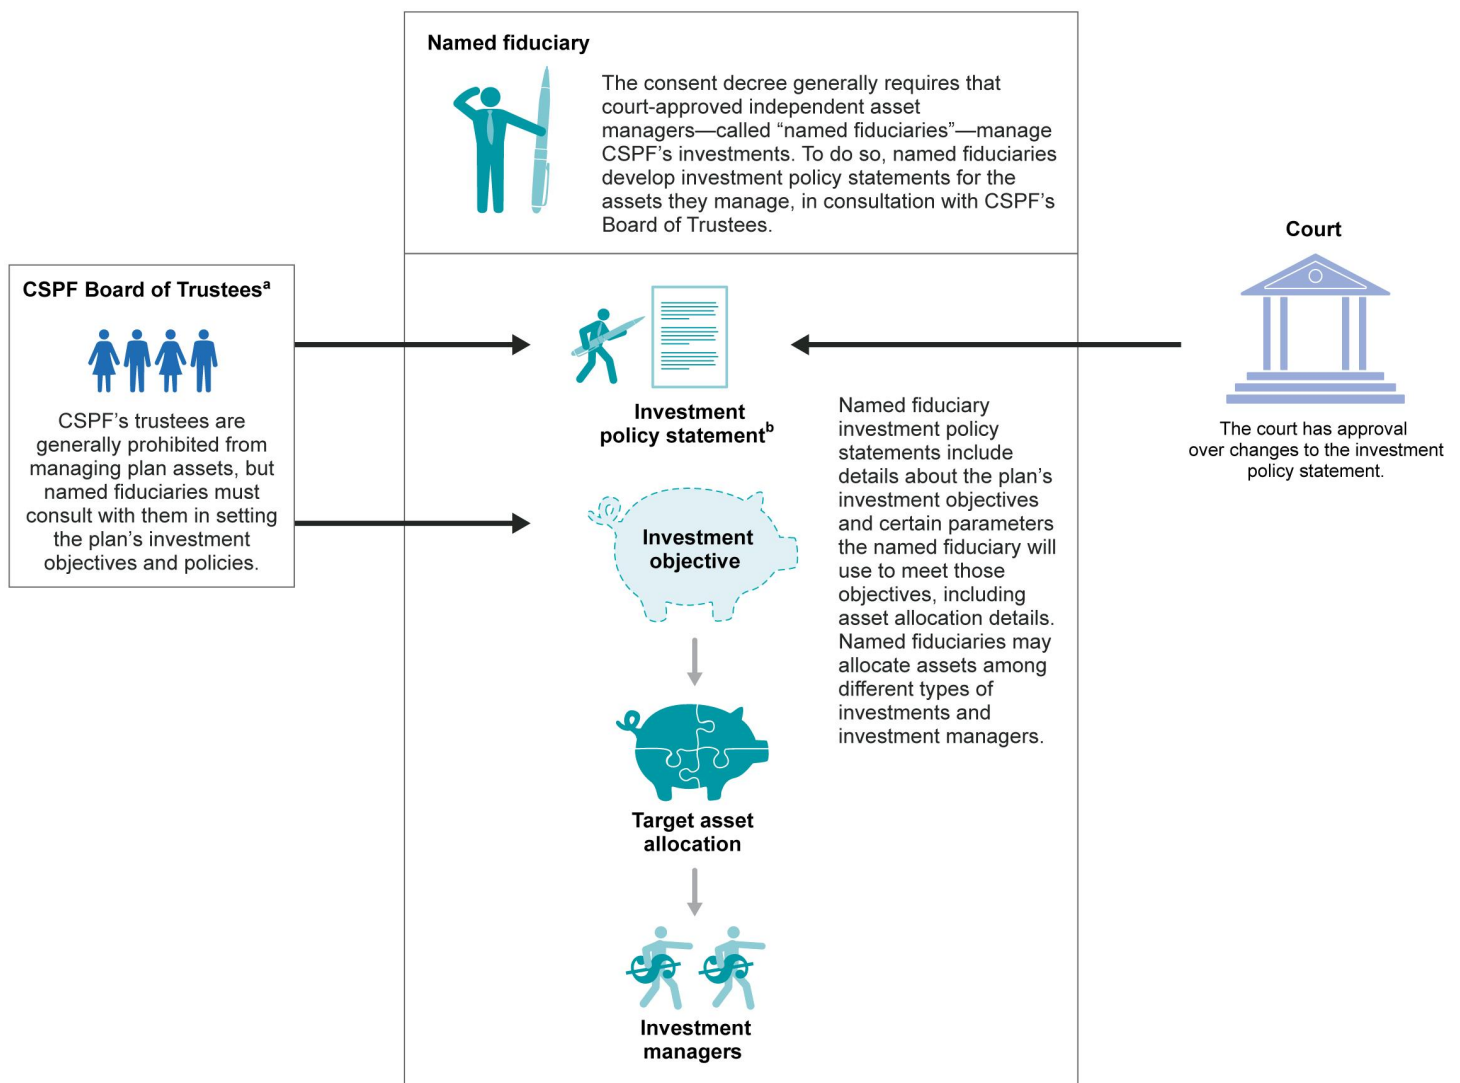 Named fiduciary
The consent decree generally requires that
court-approved independent asset
managers—called “named fiduciaries”—manage
CSPF’s investments. To do so, named fiduciaries
develop investment policy statements for the
assets they manage, in consultation with CSPF’s
Board of Trustees.
CSPF Board of Trusteesᵃ
CSPF’s trustees are
generally prohibited from
managing plan assets, but
named fiduciaries must
consult with them in setting
the plan’s investment
objectives and policies.
Investment
policy statementᵇ
Investment
objective
Target asset
allocation
Investment
managers
Named fiduciary
investment policy
statements include
details about the plan’s
investment objectives
and certain parameters
the named fiduciary will
use to meet those
objectives, including
asset allocation details.
Named fiduciaries may
allocate assets among
different types of
investments and
investment managers.
Court
The court has approval
over changes to the investment
policy statement.